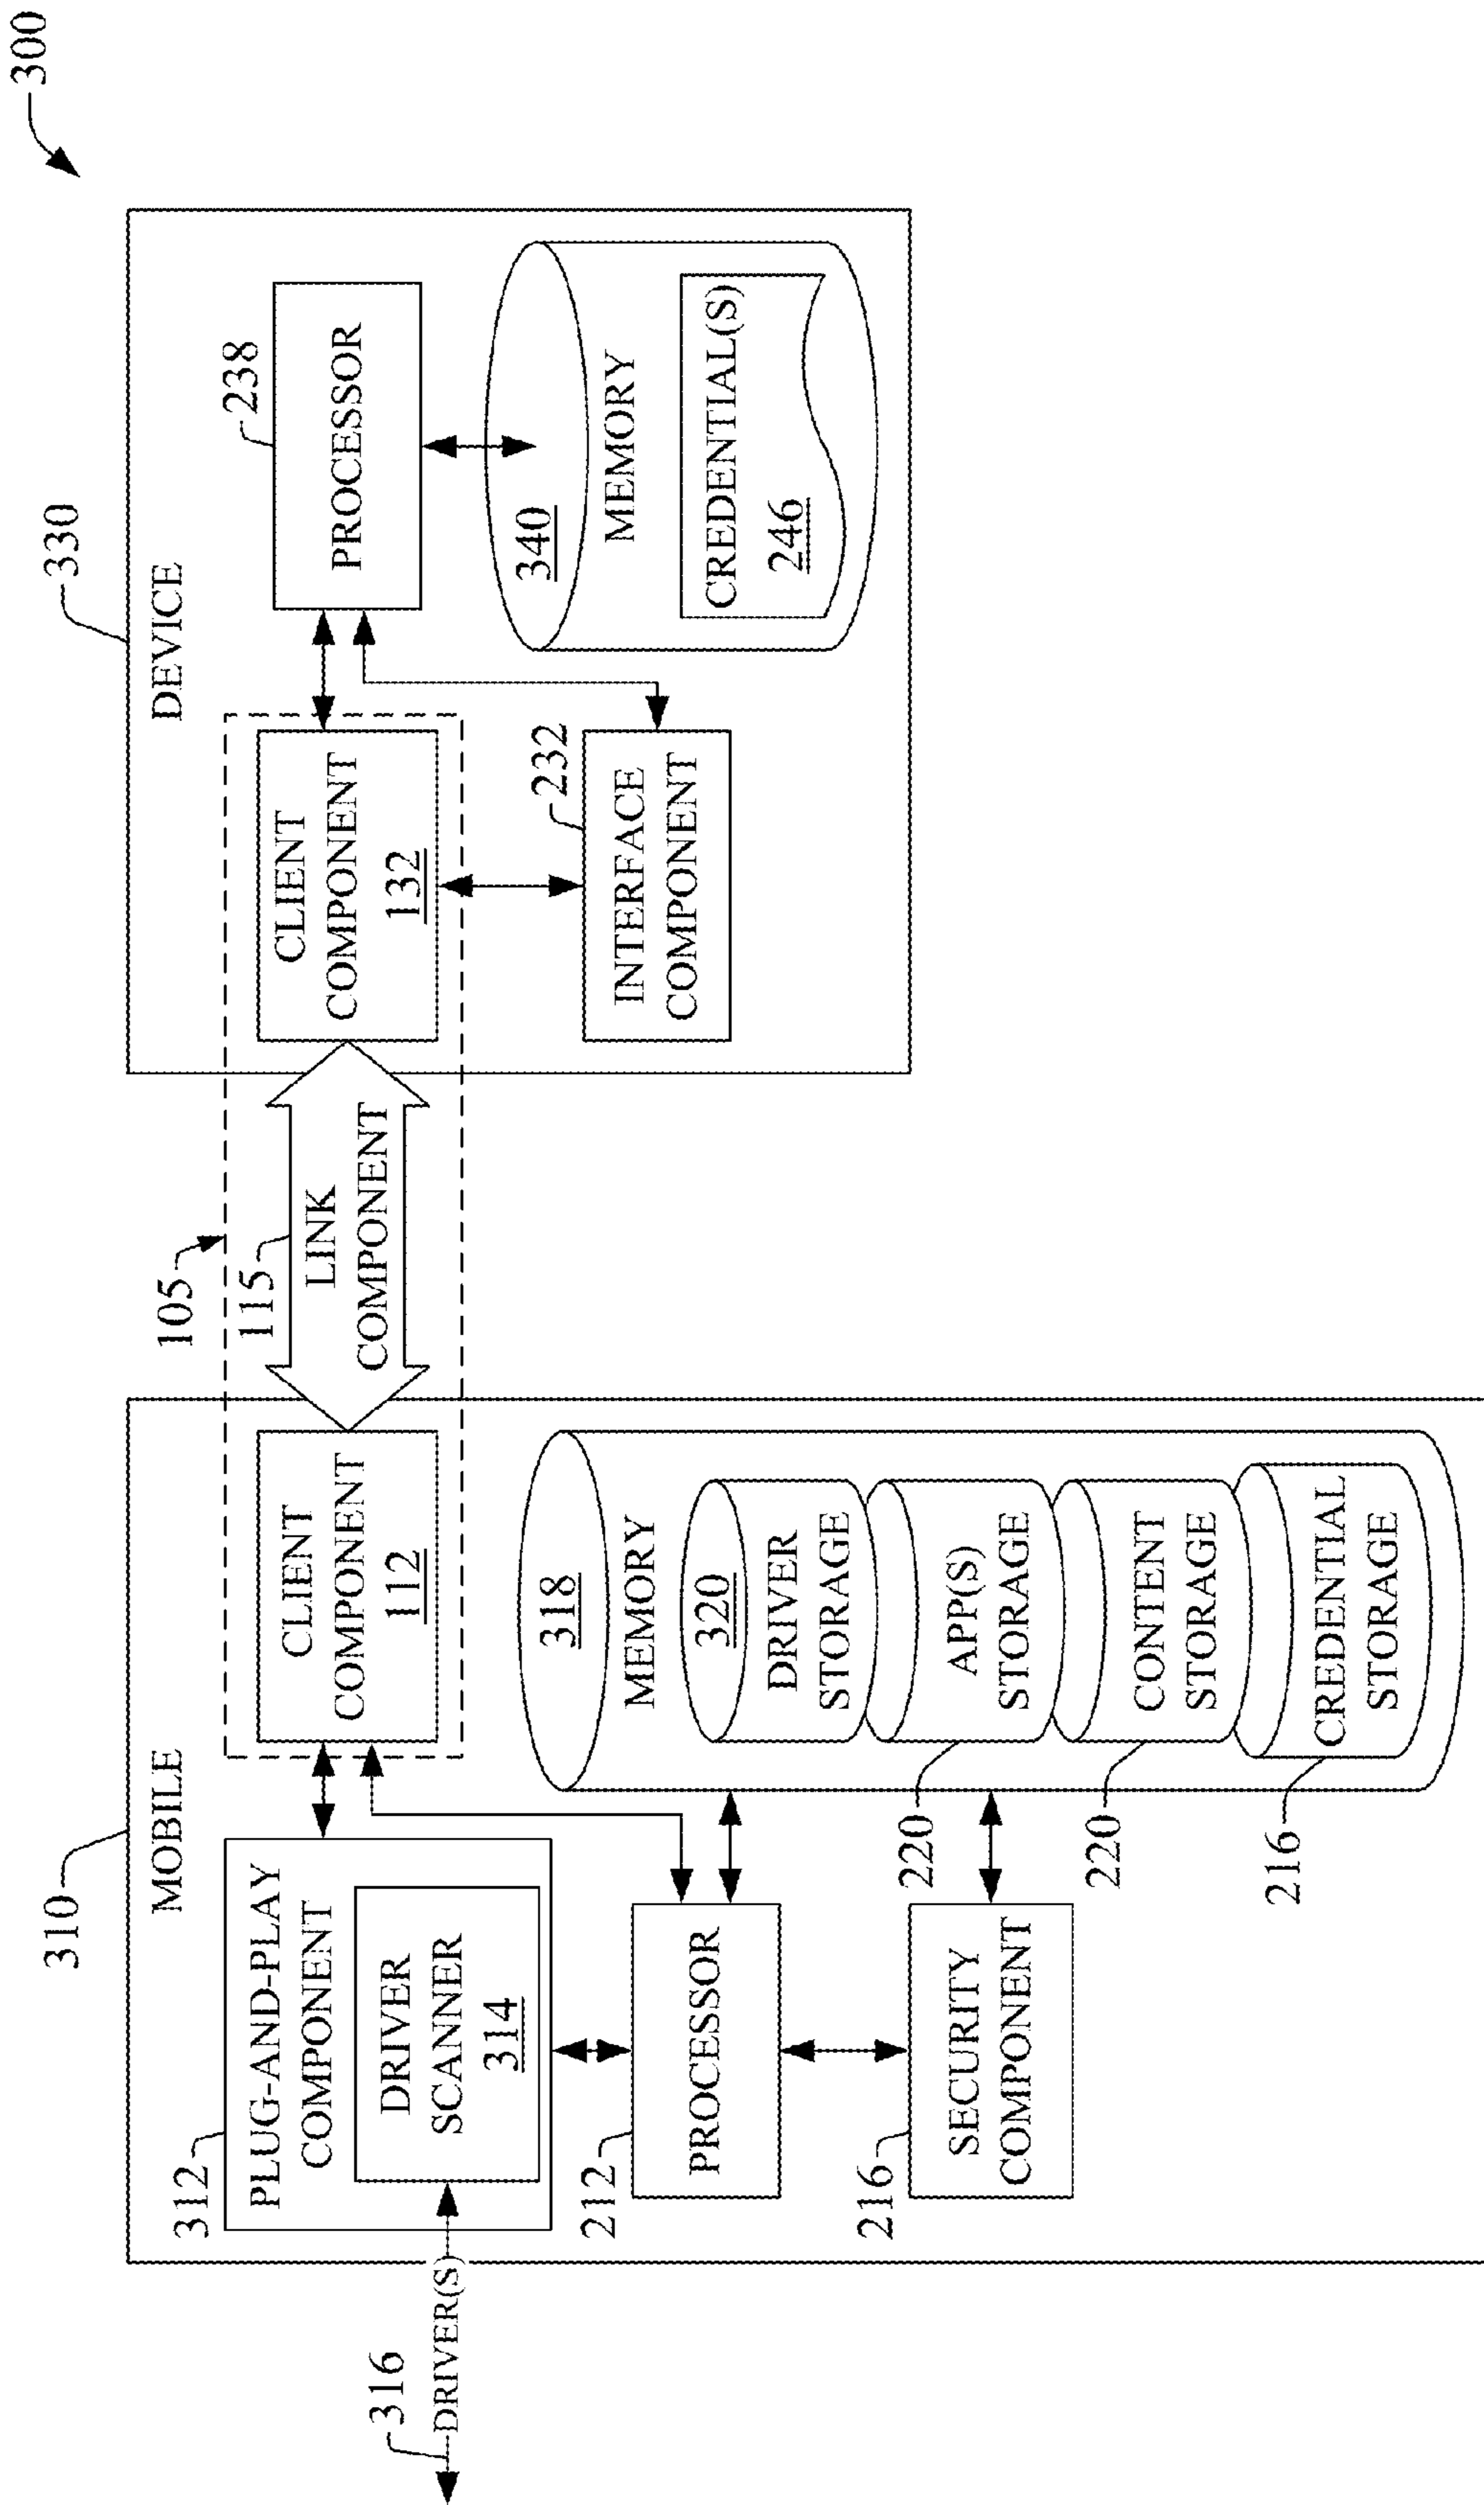 300
310
MOBILE
312
PLUG-AND-PLAY
COMPONENT
DRIVER
SCANNER
314
316
DRIVER(S)
212
PROCESSOR
216
SECURITY
COMPONENT
CLIENT
COMPONENT
112
318
MEMORY
320
DRIVER
STORAGE
220
APP(S)
STORAGE
220
CONTENT
STORAGE
216
CREDENTIAL
STORAGE
105
115
LINK
COMPONENT
330
DEVICE
CLIENT
COMPONENT
132
232
INTERFACE
COMPONENT
238
PROCESSOR
340
MEMORY
CREDENTIAL(S)
246